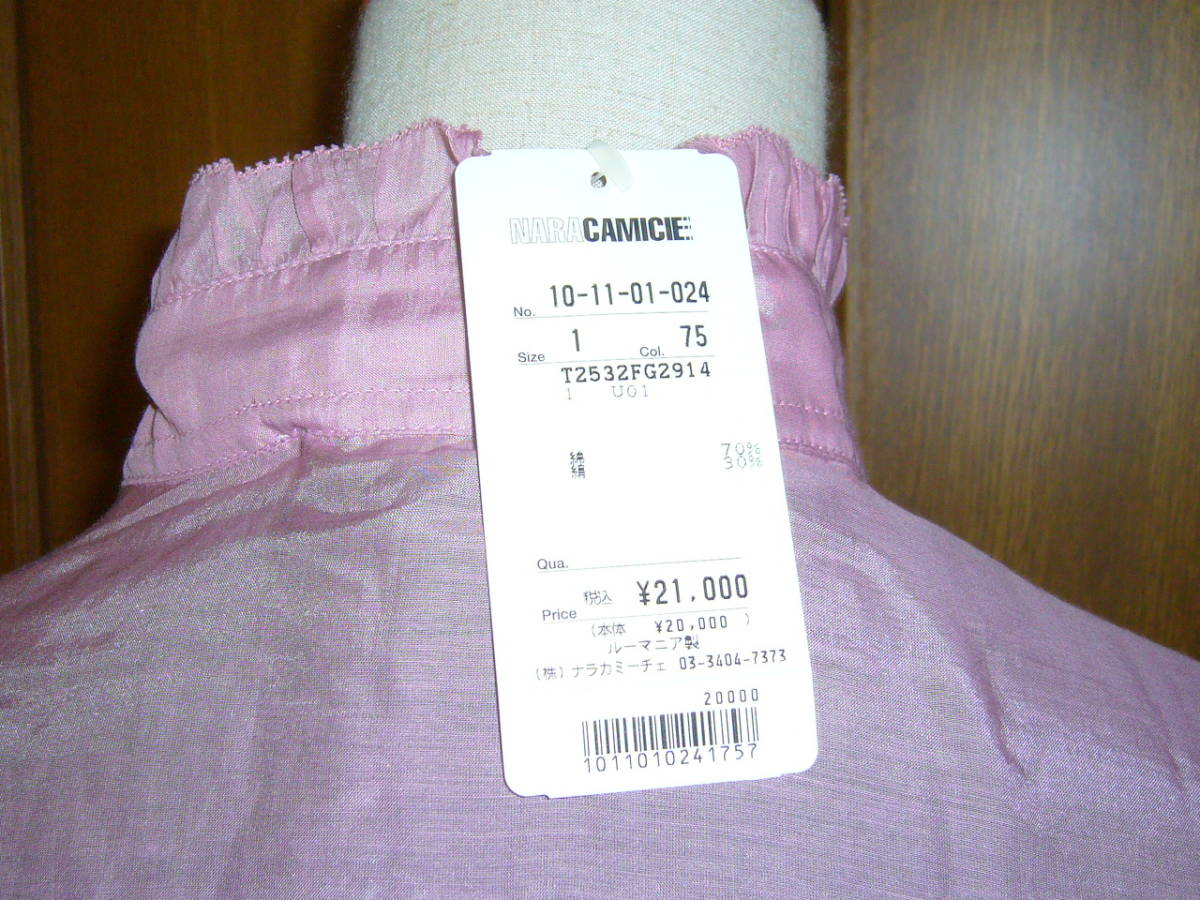 NARACAMICIE
No. 10-11-01-024
Size 1 Col. 75
T2532FG2914
1 U01
綿 70%
絹 30%
Qua.
Price 税込 ¥21,000
(本体 ¥20,000 )
ルーマニア製
(株)ナラカミーチェ 03-3404-7373
20000
1011010241757